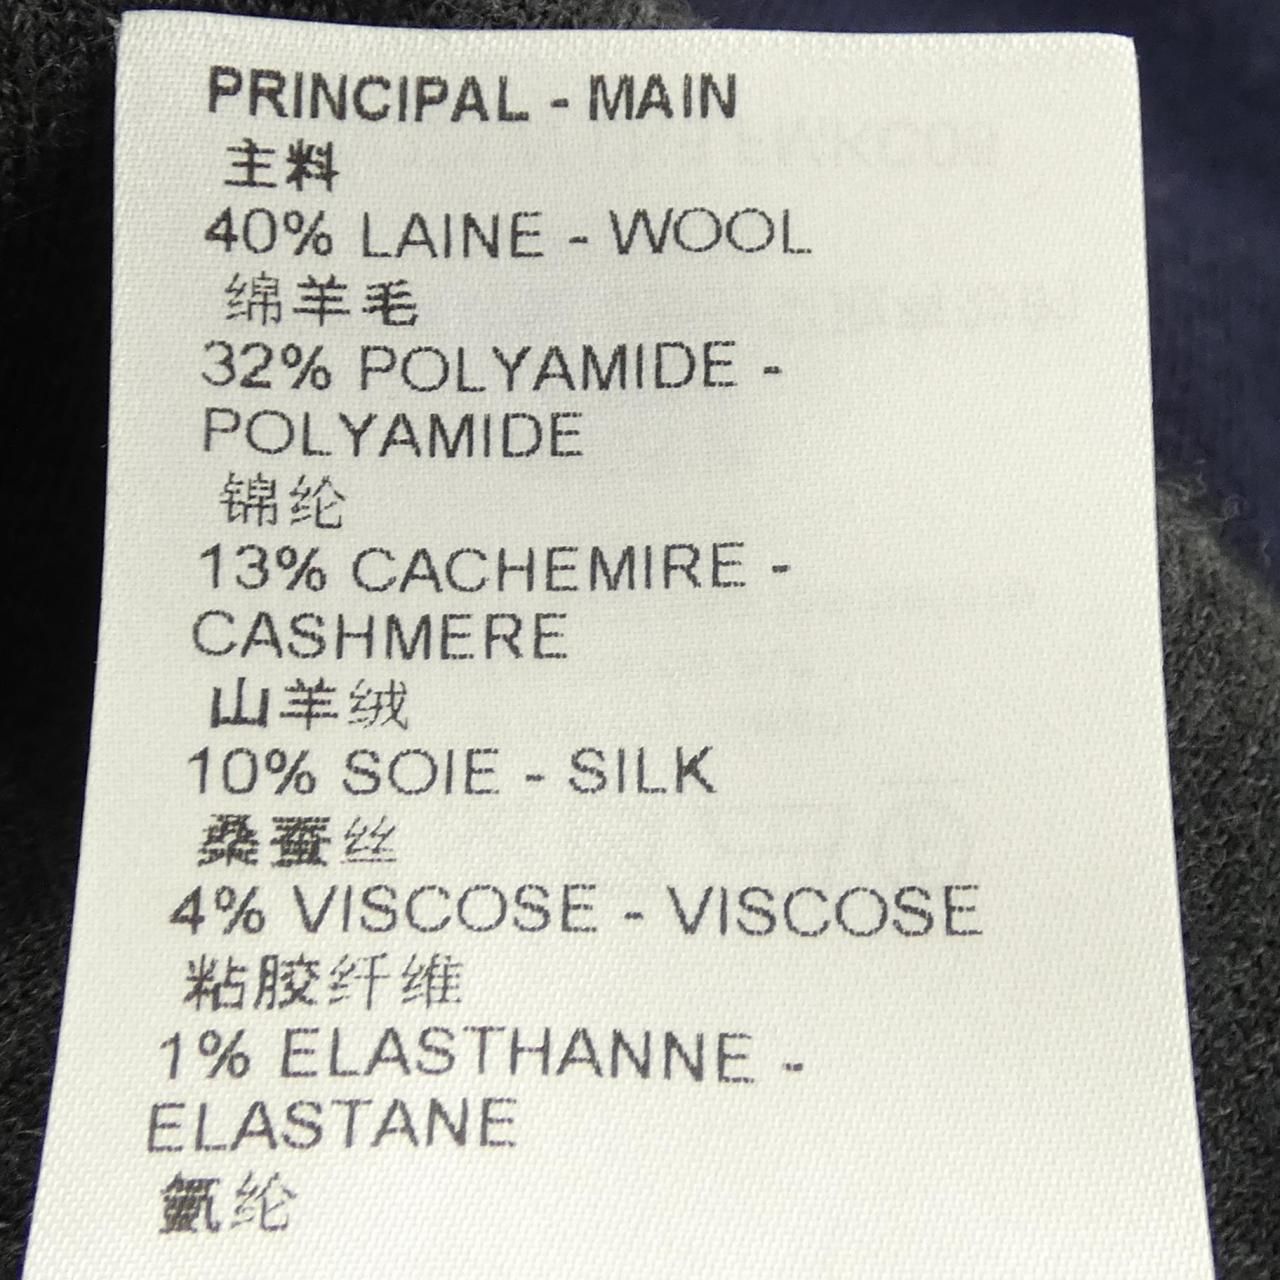 PRINCIPAL - MAIN
主料
40% LAINE - WOOL
绵羊毛
32% POLYAMIDE -
POLYAMIDE
锦纶
13% CACHEMIRE -
CASHMERE
山羊绒
10% SOIE - SILK
桑蚕丝
4% VISCOSE - VISCOSE
粘胶纤维
1% ELASTHANNE -
ELASTANE
氨纶